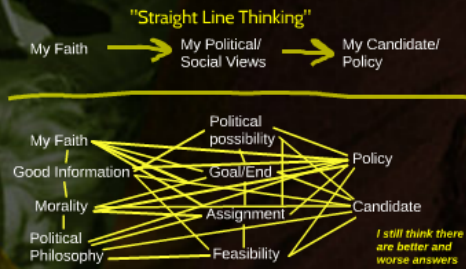 "Straight Line Thinking"
My Faith
My Political/
Social Views
My Candidate/
Policy
Political
possibility
My Faith
Policy
Good Information
Goal/End
Morality
Assignment
Candidate
Political
Philosophy
Feasibility
I still think there
are better and
worse answers